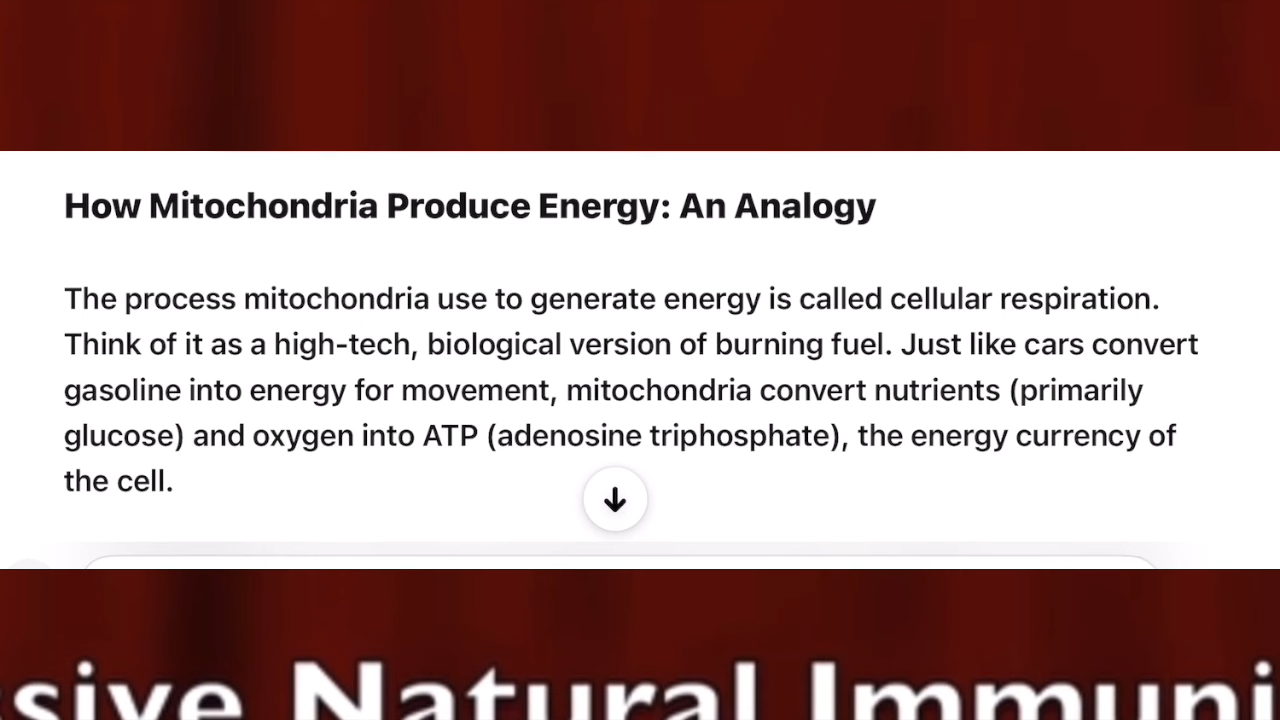 How Mitochondria Produce Energy: An Analogy
The process mitochondria use to generate energy is called cellular respiration.
Think of it as a high-tech, biological version of burning fuel. Just like cars convert
gasoline into energy for movement, mitochondria convert nutrients (primarily
glucose) and oxygen into ATP (adenosine triphosphate), the energy currency of
the cell.
Natural